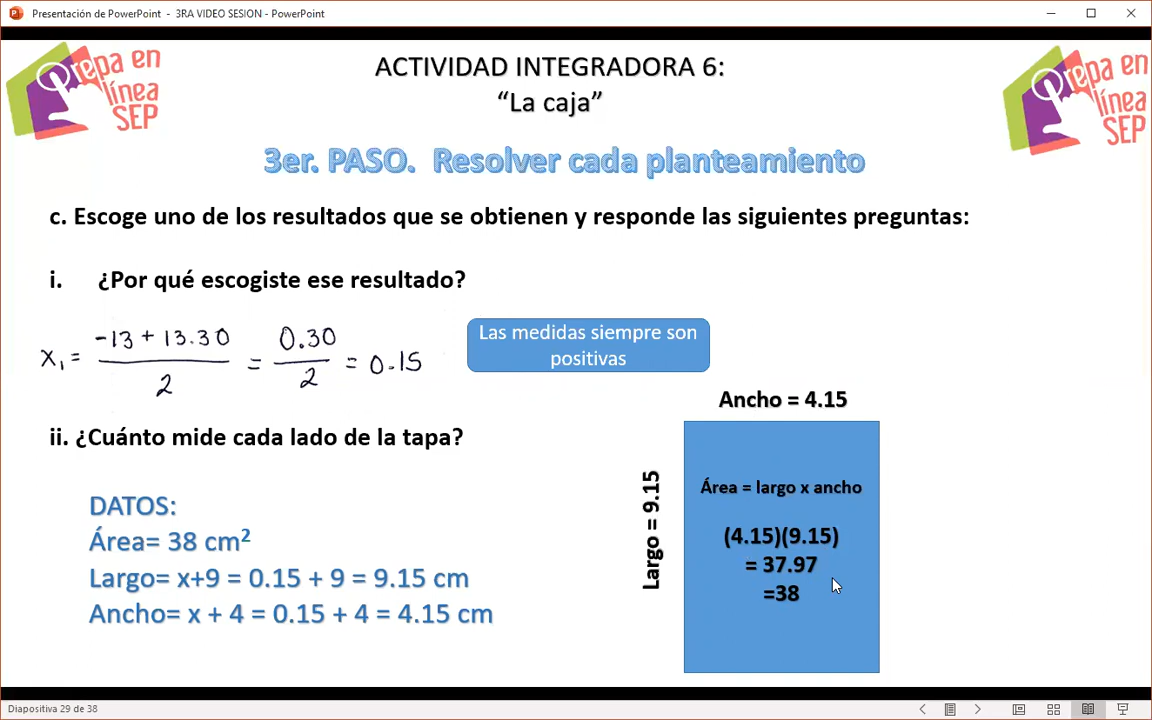 Presentación de PowerPoint - 3RA VIDEO SESION - PowerPoint
Prepa en
línea
SEP
ACTIVIDAD INTEGRADORA 6:
“La caja”
Prepa en
línea
SEP
3er. PASO. Resolver cada planteamiento
c. Escoge uno de los resultados que se obtienen y responde las siguientes preguntas:
i. ¿Por qué escogiste ese resultado?
x₁ = -13 + 13.30 / 2 = 0.30 / 2 = 0.15
Las medidas siempre son
positivas
ii. ¿Cuánto mide cada lado de la tapa?
DATOS:
Área= 38 cm²
Largo= x+9 = 0.15 + 9 = 9.15 cm
Ancho= x + 4 = 0.15 + 4 = 4.15 cm
Ancho = 4.15
Largo = 9.15
Área = largo x ancho
(4.15)(9.15)
= 37.97
=38
Diapositiva 29 de 38